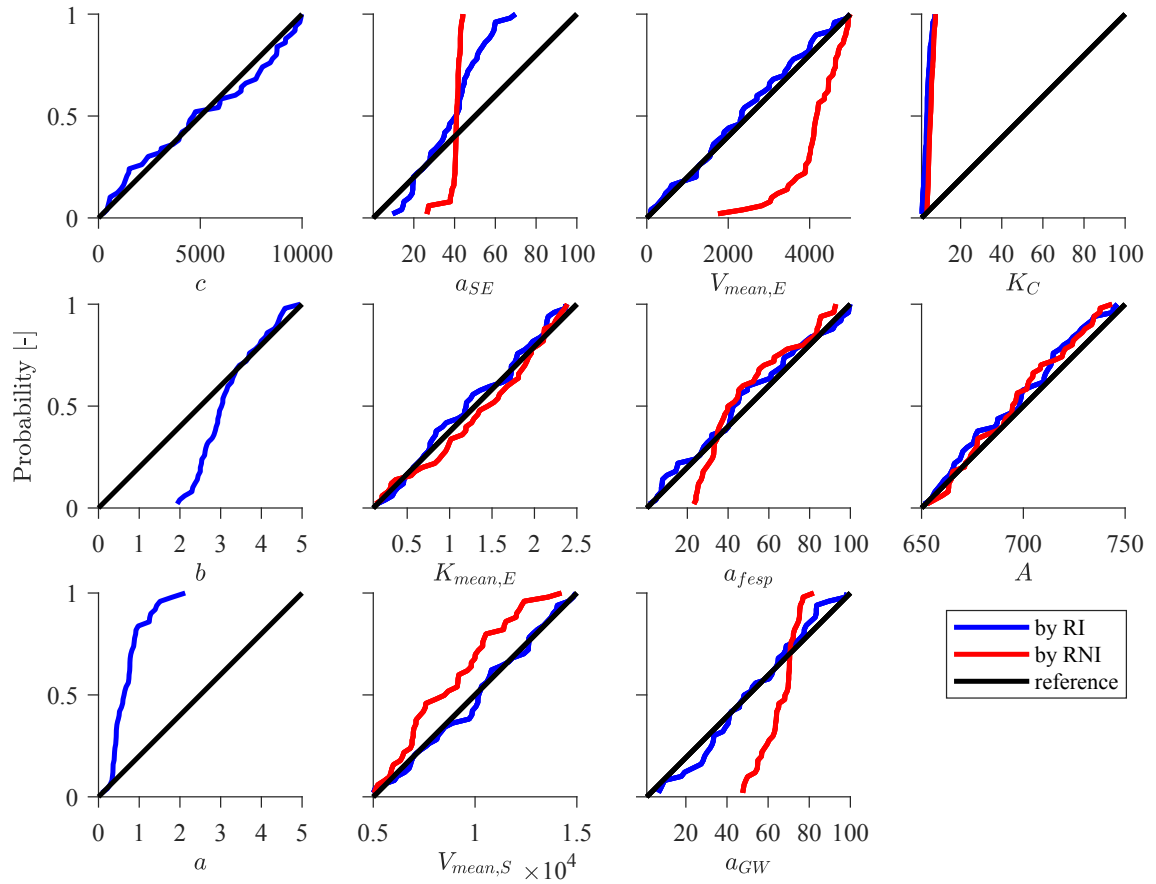 1
0.5
0
0 5000 10000
c
20 40 60 80 100
a_SE
0 2000 4000
V_mean,E
20 40 60 80 100
K_C
Probability [-]
1
0.5
0
0 1 2 3 4 5
b
0.5 1 1.5 2 2.5
K_mean,E
20 40 60 80 100
a_fesp
650 700 750
A
1
0.5
0
0 1 2 3 4 5
a
0.5 1 1.5
V_mean,S ×10^4
20 40 60 80 100
a_GW
by RI
by RNI
reference